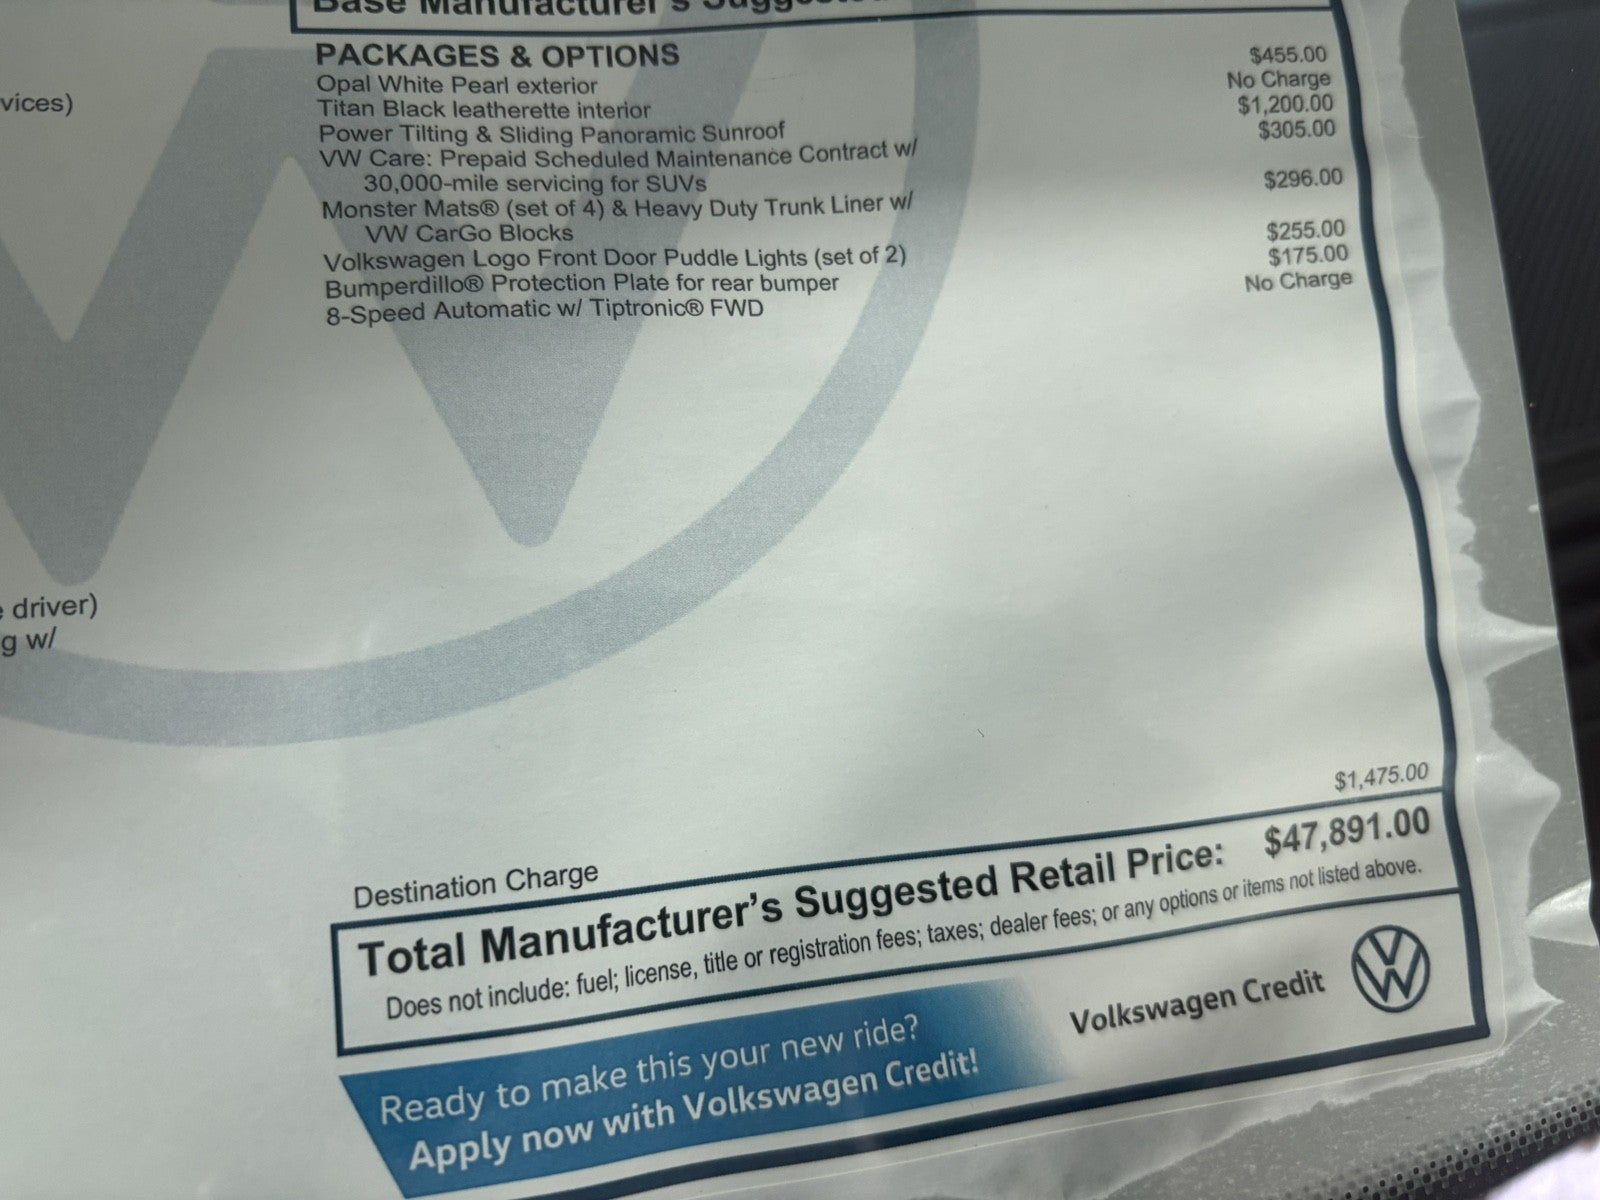 Base Manufacturer's Suggested
PACKAGES & OPTIONS
Opal White Pearl exterior $455.00
vices)
Titan Black leatherette interior No Charge
Power Tilting & Sliding Panoramic Sunroof $1,200.00
VW Care: Prepaid Scheduled Maintenance Contract w/ $305.00
30,000-mile servicing for SUVs
Monster Mats® (set of 4) & Heavy Duty Trunk Liner w/ $296.00
VW CarGo Blocks
Volkswagen Logo Front Door Puddle Lights (set of 2) $255.00
Bumperdillo® Protection Plate for rear bumper $175.00
8-Speed Automatic w/ Tiptronic® FWD No Charge
driver)
g w/
Destination Charge $1,475.00
Total Manufacturer's Suggested Retail Price: $47,891.00
Does not include: fuel; license, title or registration fees; taxes; dealer fees; or any options or items not listed above.
Ready to make this your new ride?
Apply now with Volkswagen Credit!
Volkswagen Credit